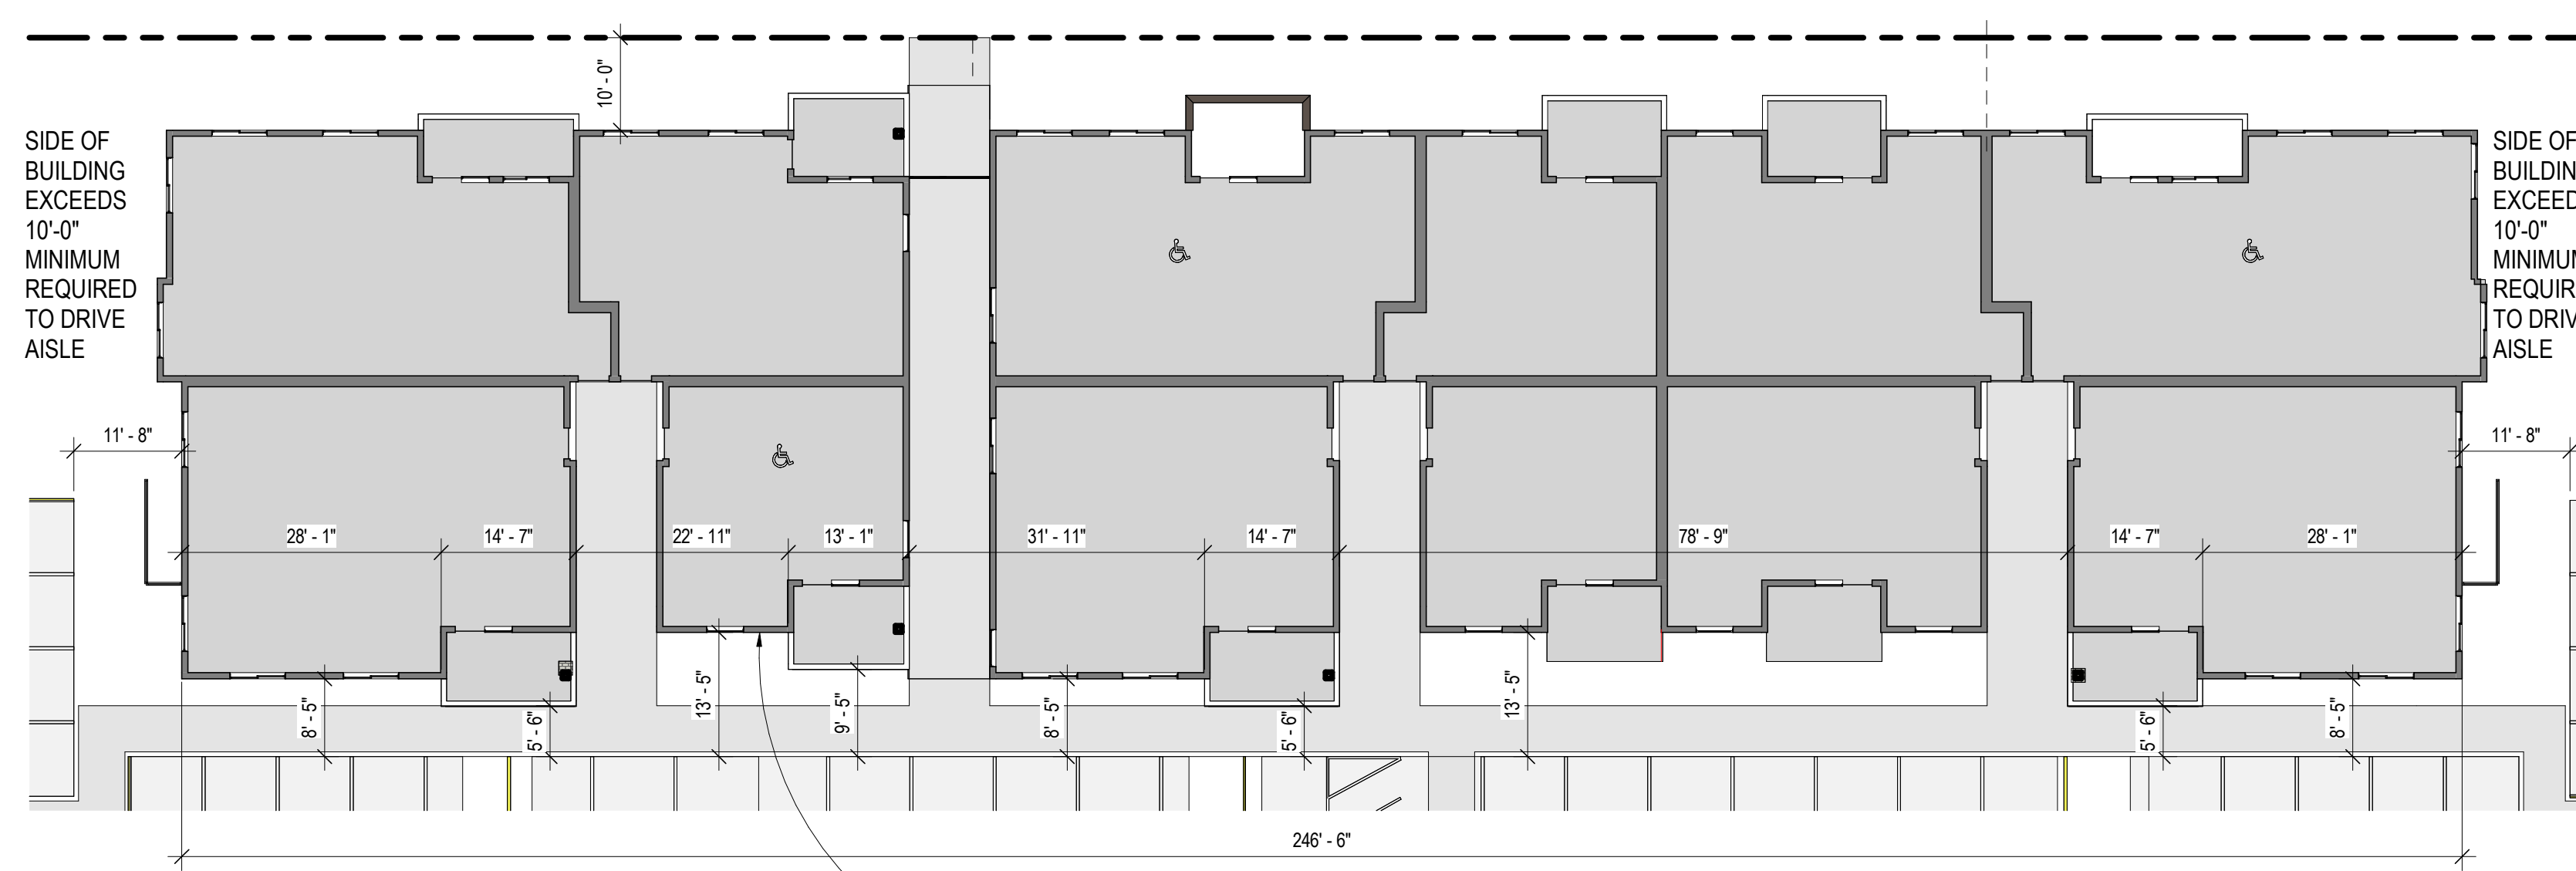 10' - 0"
SIDE OF
BUILDING
EXCEEDS
10'-0"
MINIMUM
REQUIRED
TO DRIVE
AISLE
SIDE OF
BUILDIN
EXCEED
10'-0"
MINIMUM
REQUIR
TO DRIV
AISLE
11' - 8"
11' - 8"
28' - 1"
14' - 7"
22' - 11"
13' - 1"
31' - 11"
14' - 7"
78' - 9"
14' - 7"
28' - 1"
8' - 5"
5' - 6"
13' - 5"
9' - 5"
8' - 5"
5' - 6"
13' - 5"
5' - 6"
8' - 5"
246' - 6"